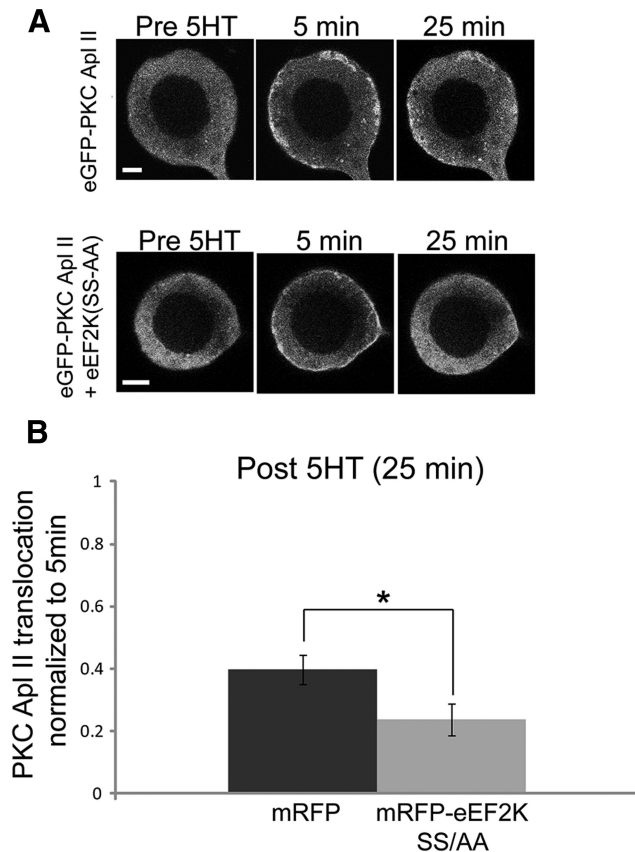 A
Pre 5HT 5 min 25 min
eGFP-PKC Apl II
Pre 5HT 5 min 25 min
eGFP-PKC Apl II
+ eEF2K(SS-AA)
B
Post 5HT (25 min)
PKC Apl II translocation
normalized to 5min
1
0.8
0.6
0.4
0.2
0
*
mRFP mRFP-eEF2K
SS/AA